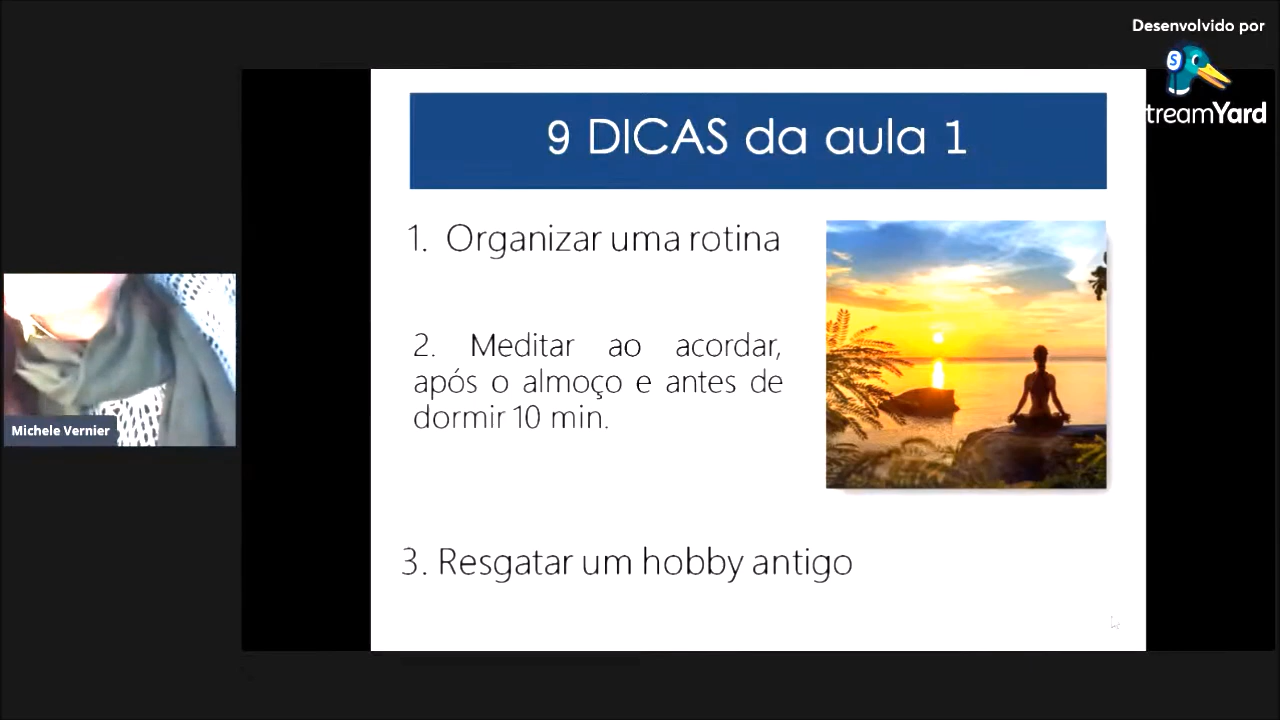 Desenvolvido por
S
treamYard
9 DICAS da aula 1
1. Organizar uma rotina
2. Meditar ao acordar,
após o almoço e antes de
dormir 10 min.
3. Resgatar um hobby antigo
Michele Vernier